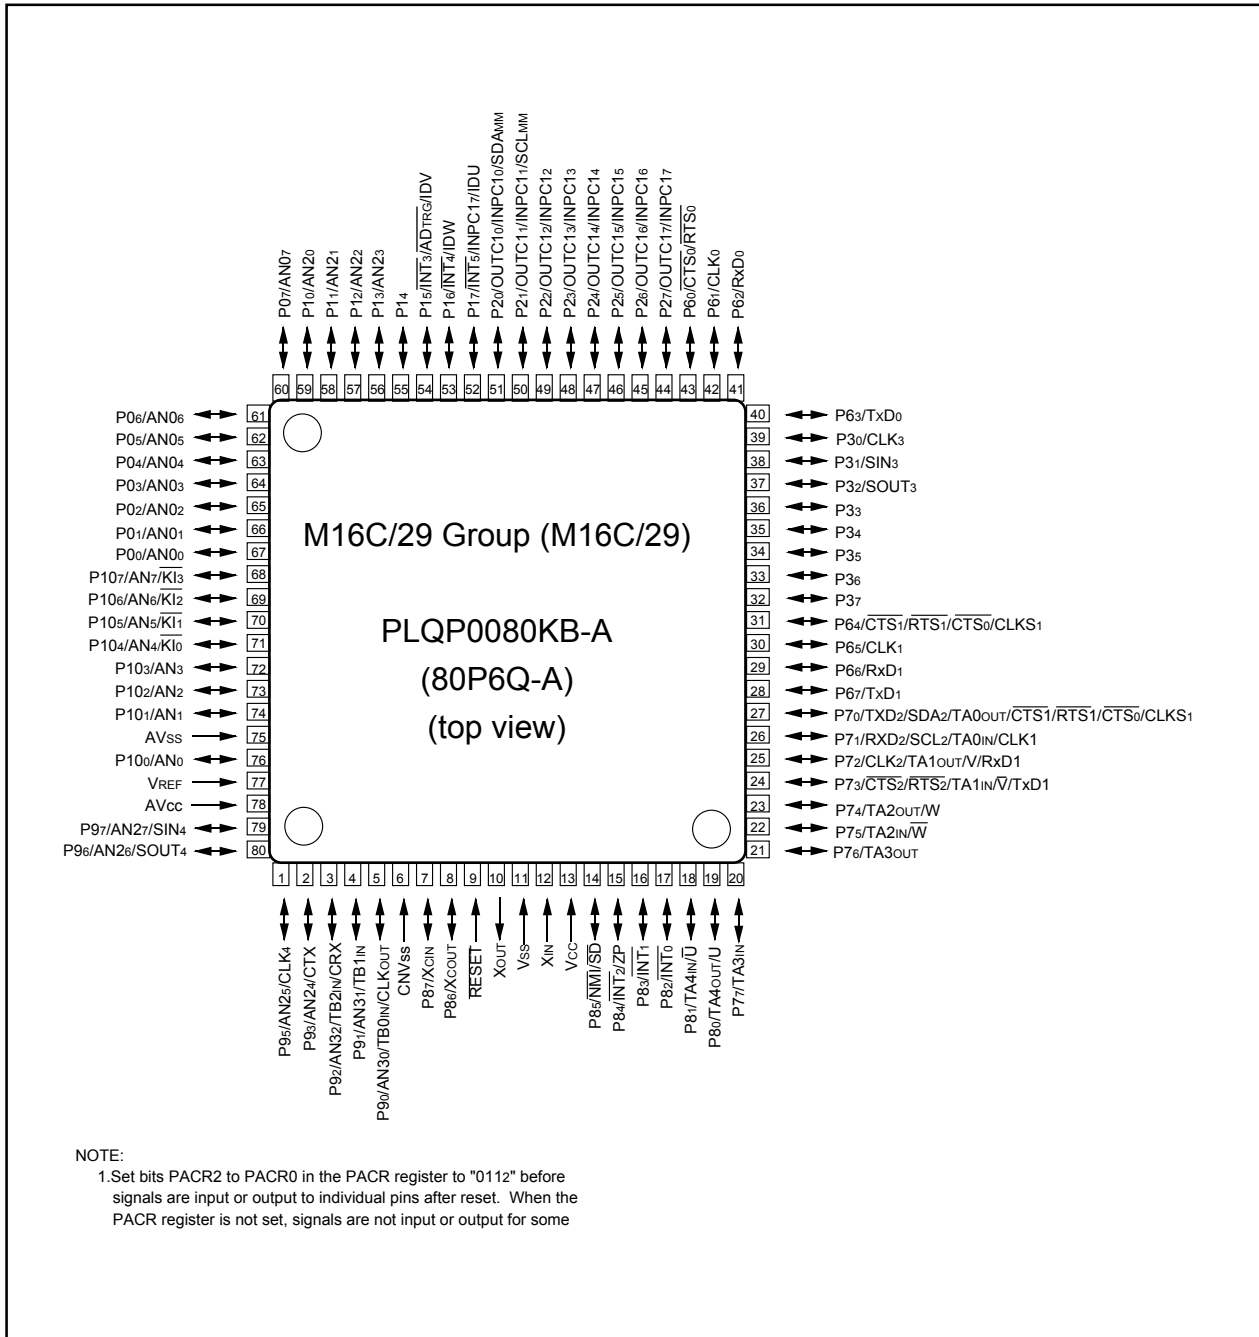 P07/AN07
P10/AN20
P11/AN21
P12/AN22
P13/AN23
P14
P15/INT3/ADTRG/IDV
P16/INT4/IDW
P17/INT5/INPC17/IDU
P20/OUTC10/INPC10/SDAMM
P21/OUTC11/INPC11/SCLMM
P22/OUTC12/INPC12
P23/OUTC13/INPC13
P24/OUTC14/INPC14
P25/OUTC15/INPC15
P26/OUTC16/INPC16
P27/OUTC17/INPC17
P60/CTS0/RTS0
P61/CLK0
P62/RxD0
60 59 58 57 56 55 54 53 52 51 50 49 48 47 46 45 44 43 42 41
P06/AN06 61
P05/AN05 62
P04/AN04 63
P03/AN03 64
P02/AN02 65
P01/AN01 66
P00/AN00 67
P107/AN7/KI3 68
P106/AN6/KI2 69
P105/AN5/KI1 70
P104/AN4/KI0 71
P103/AN3 72
P102/AN2 73
P101/AN1 74
AVSS 75
P100/AN0 76
VREF 77
AVCC 78
P97/AN27/SIN4 79
P96/AN26/SOUT4 80
M16C/29 Group (M16C/29)
PLQP0080KB-A
(80P6Q-A)
(top view)
40 P63/TxD0
39 P30/CLK3
38 P31/SIN3
37 P32/SOUT3
36 P33
35 P34
34 P35
33 P36
32 P37
31 P64/CTS1/RTS1/CTS0/CLKS1
30 P65/CLK1
29 P66/RxD1
28 P67/TxD1
27 P70/TXD2/SDA2/TA0OUT/CTS1/RTS1/CTS0/CLKS1
26 P71/RXD2/SCL2/TA0IN/CLK1
25 P72/CLK2/TA1OUT/V/RxD1
24 P73/CTS2/RTS2/TA1IN/V/TxD1
23 P74/TA2OUT/W
22 P75/TA2IN/W
21 P76/TA3OUT
1 2 3 4 5 6 7 8 9 10 11 12 13 14 15 16 17 18 19 20
P95/AN25/CLK4
P93/AN24/CTX
P92/AN32/TB2IN/CRX
P91/AN31/TB1IN
P90/AN30/TB0IN/CLKOUT
CNVss
P87/XCIN
P86/XCOUT
RESET
XOUT
VSS
XIN
VCC
P85/NMI/SD
P84/INT2/ZP
P83/INT1
P82/INT0
P81/TA4IN/U
P80/TA4OUT/U
P77/TA3IN
NOTE:
1.Set bits PACR2 to PACR0 in the PACR register to "0112" before
signals are input or output to individual pins after reset. When the
PACR register is not set, signals are not input or output for some